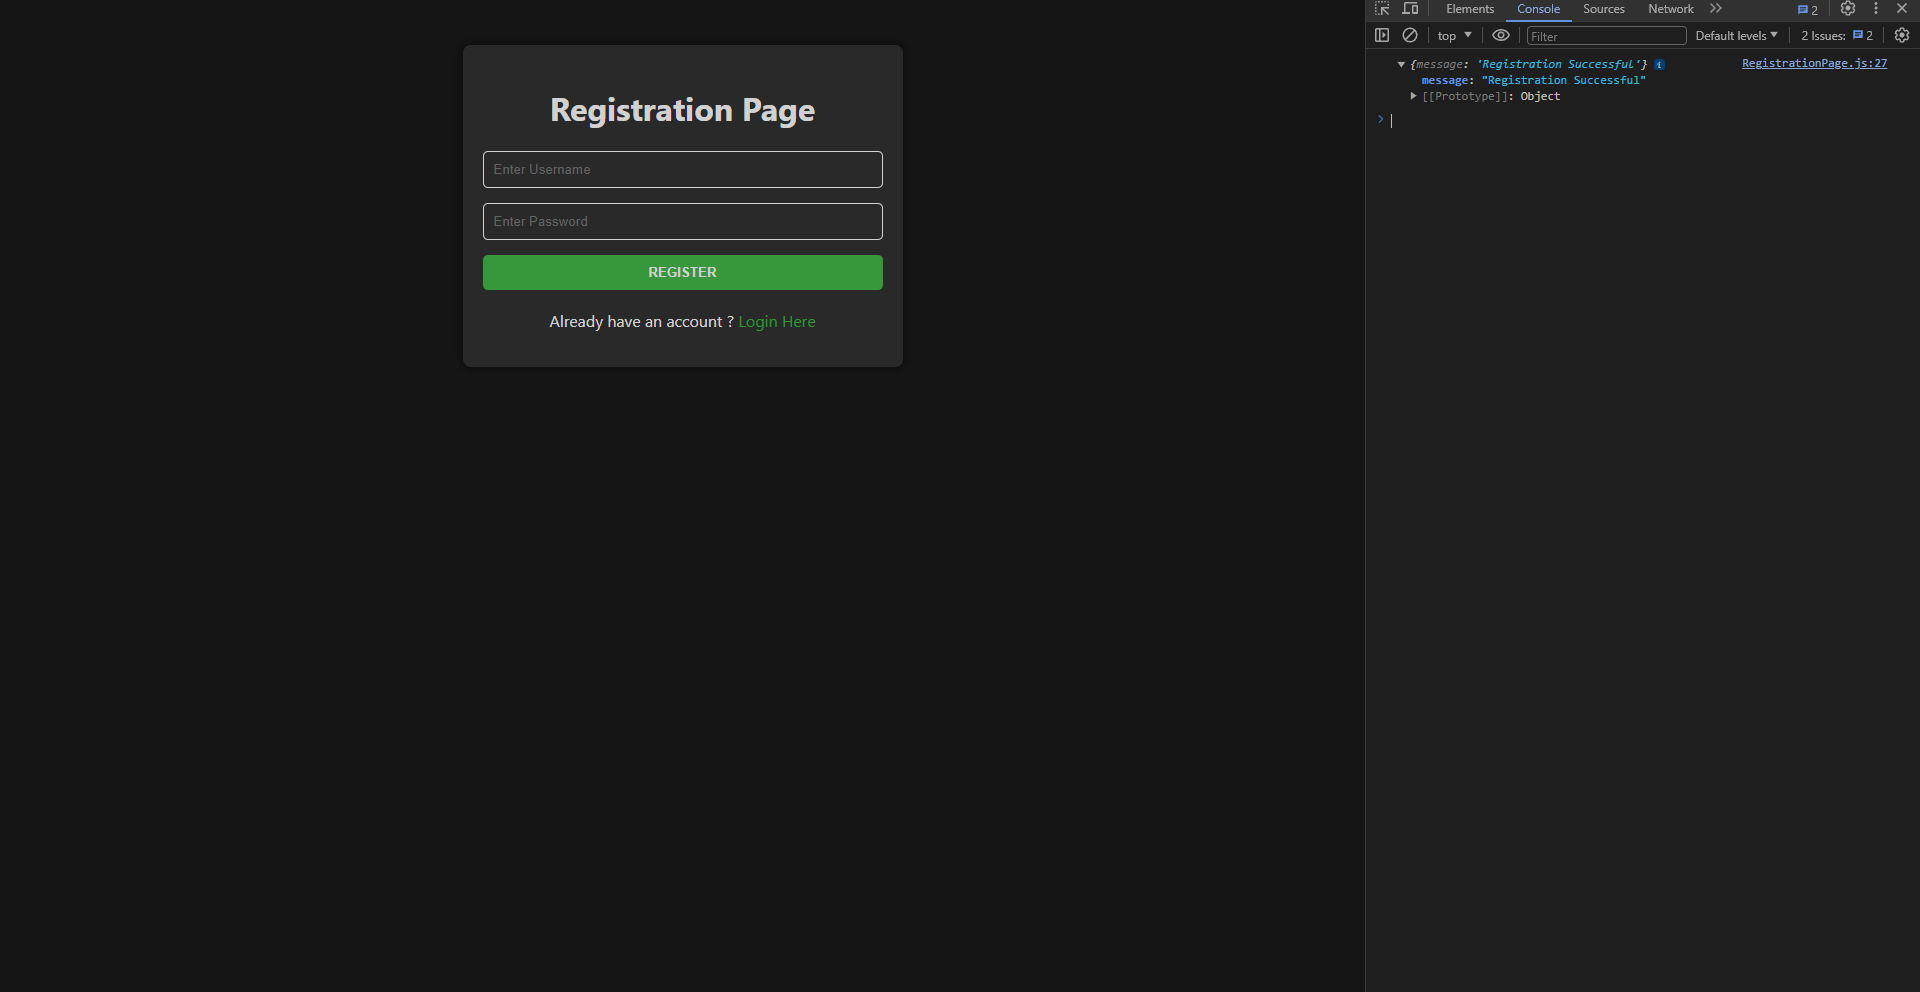 Registration Page
Enter Username
Enter Password
REGISTER
Already have an account ? Login Here
Elements Console Sources Network 2
top Filter Default levels 2 Issues: 2
{message: 'Registration Successful'} i RegistrationPage.js:27
message: "Registration Successful"
[[Prototype]]: Object